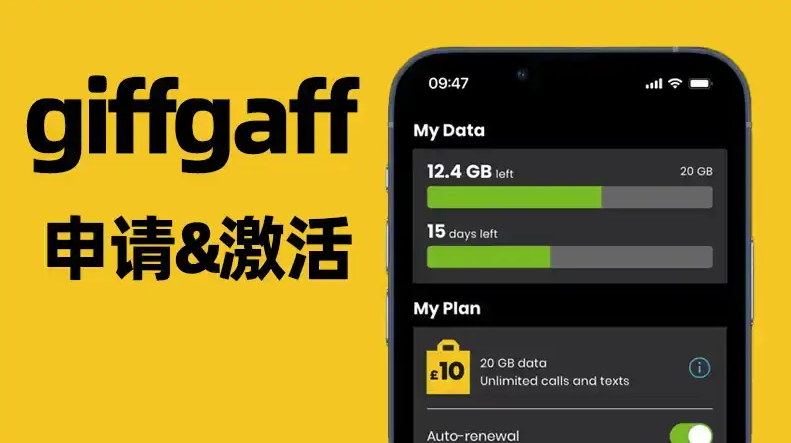 giffgaff
申请&激活
09:47
My Data
12.4 GB left 20 GB
15 days left
My Plan
£10
20 GB data
Unlimited calls and texts
Auto-renewal